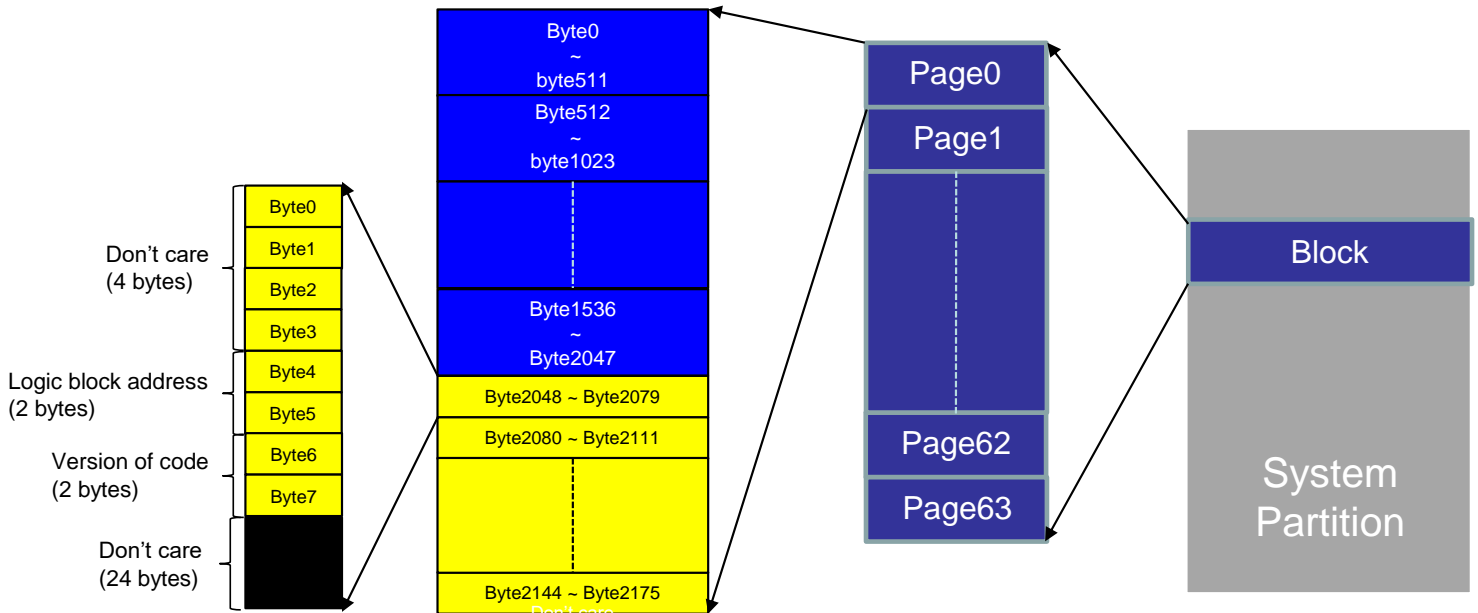 Byte0
~
byte511
Byte512
~
byte1023
Byte1536
~
Byte2047
Byte2048 ~ Byte2079
Byte2080 ~ Byte2111
Byte2144 ~ Byte2175
Don't care
Page0
Page1
Page62
Page63
Block
System
Partition
Byte0
Byte1
Byte2
Byte3
Byte4
Byte5
Byte6
Byte7
Don't care
(4 bytes)
Logic block address
(2 bytes)
Version of code
(2 bytes)
Don't care
(24 bytes)